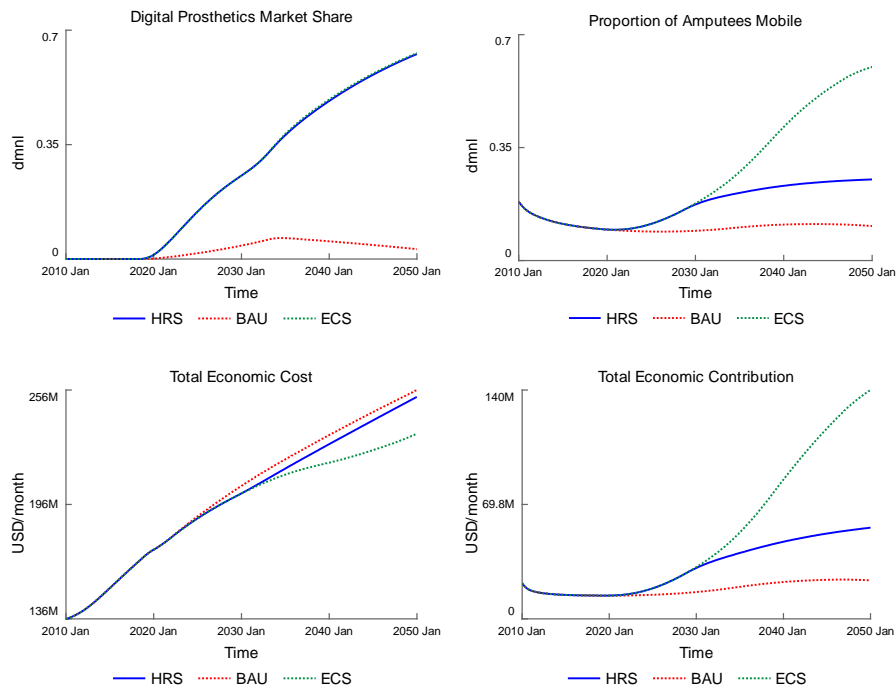 Digital Prosthetics Market Share
0.7
0.35
0
dmnl
2010 Jan 2020 Jan 2030 Jan 2040 Jan 2050 Jan
Time
HRS BAU ECS
Proportion of Amputees Mobile
0.7
0.35
0
dmnl
2010 Jan 2020 Jan 2030 Jan 2040 Jan 2050 Jan
Time
HRS BAU ECS
Total Economic Cost
256M
196M
136M
USD/month
2010 Jan 2020 Jan 2030 Jan 2040 Jan 2050 Jan
Time
HRS BAU ECS
Total Economic Contribution
140M
69.8M
0
USD/month
2010 Jan 2020 Jan 2030 Jan 2040 Jan 2050 Jan
Time
HRS BAU ECS